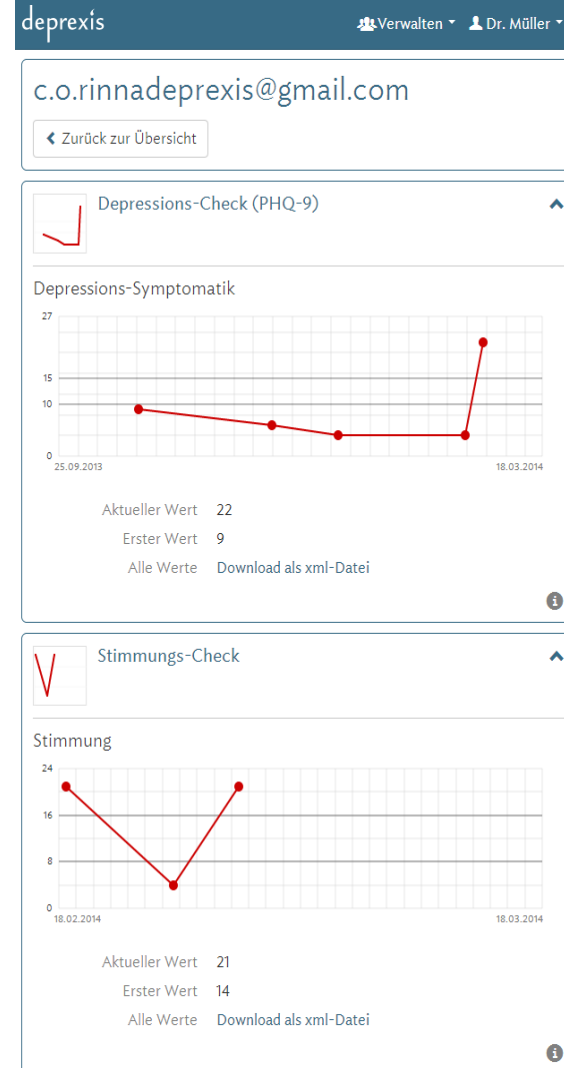 deprexis
Verwalten Dr. Müller
c.o.rinnadeprexis@gmail.com
Zurück zur Übersicht
Depressions-Check (PHQ-9)
Depressions-Symptomatik
27
15
10
0
25.09.2013 18.03.2014
Aktueller Wert 22
Erster Wert 9
Alle Werte Download als xml-Datei
Stimmungs-Check
Stimmung
24
16
8
0
18.02.2014 18.03.2014
Aktueller Wert 21
Erster Wert 14
Alle Werte Download als xml-Datei